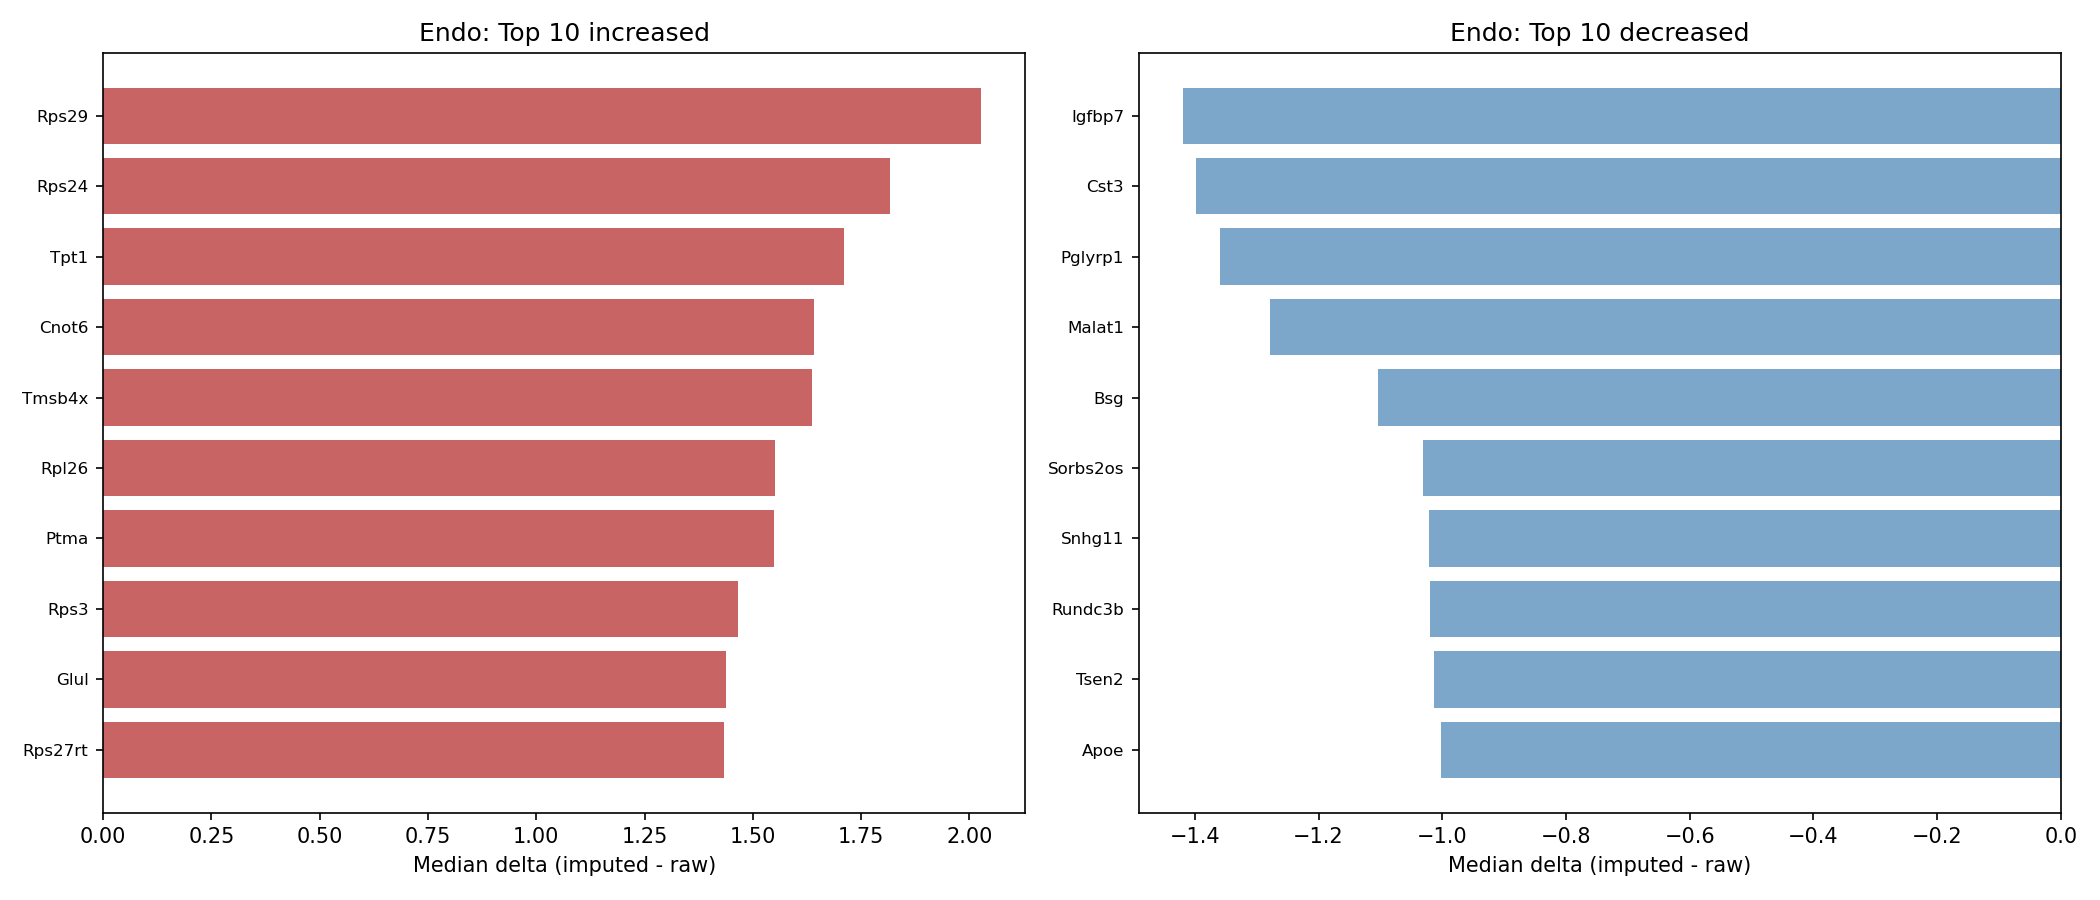 Endo: Top 10 increased
Rps29
Rps24
Tpt1
Cnot6
Tmsb4x
Rpl26
Ptma
Rps3
Glul
Rps27rt
0.00 0.25 0.50 0.75 1.00 1.25 1.50 1.75 2.00
Median delta (imputed - raw)
Endo: Top 10 decreased
Igfbp7
Cst3
Pglyrp1
Malat1
Bsg
Sorbs2os
Snhg11
Rundc3b
Tsen2
Apoe
−1.4 −1.2 −1.0 −0.8 −0.6 −0.4 −0.2 0.0
Median delta (imputed - raw)